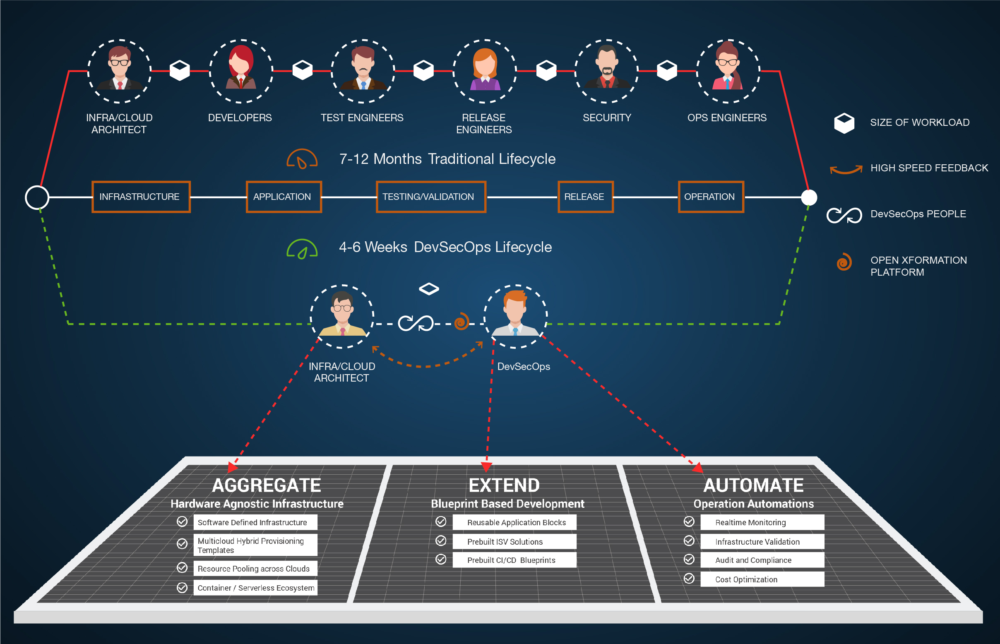 INFRA/CLOUD
ARCHITECT
DEVELOPERS
TEST ENGINEERS
RELEASE
ENGINEERS
SECURITY
OPS ENGINEERS
SIZE OF WORKLOAD
HIGH SPEED FEEDBACK
DevSecOps PEOPLE
OPEN XFORMATION
PLATFORM
7-12 Months Traditional Lifecycle
INFRASTRUCTURE
APPLICATION
TESTING/VALIDATION
RELEASE
OPERATION
4-6 Weeks DevSecOps Lifecycle
INFRA/CLOUD
ARCHITECT
DevSecOps
AGGREGATE
Hardware Agnostic Infrastructure
Software Defined Infrastructure
Multicloud Hybrid Provisioning
Templates
Resource Pooling across Clouds
Container / Serverless Ecosystem
EXTEND
Blueprint Based Development
Reusable Application Blocks
Prebuilt ISV Solutions
Prebuilt CI/CD Blueprints
AUTOMATE
Operation Automations
Realtime Monitoring
Infrastructure Validation
Audit and Compliance
Cost Optimization